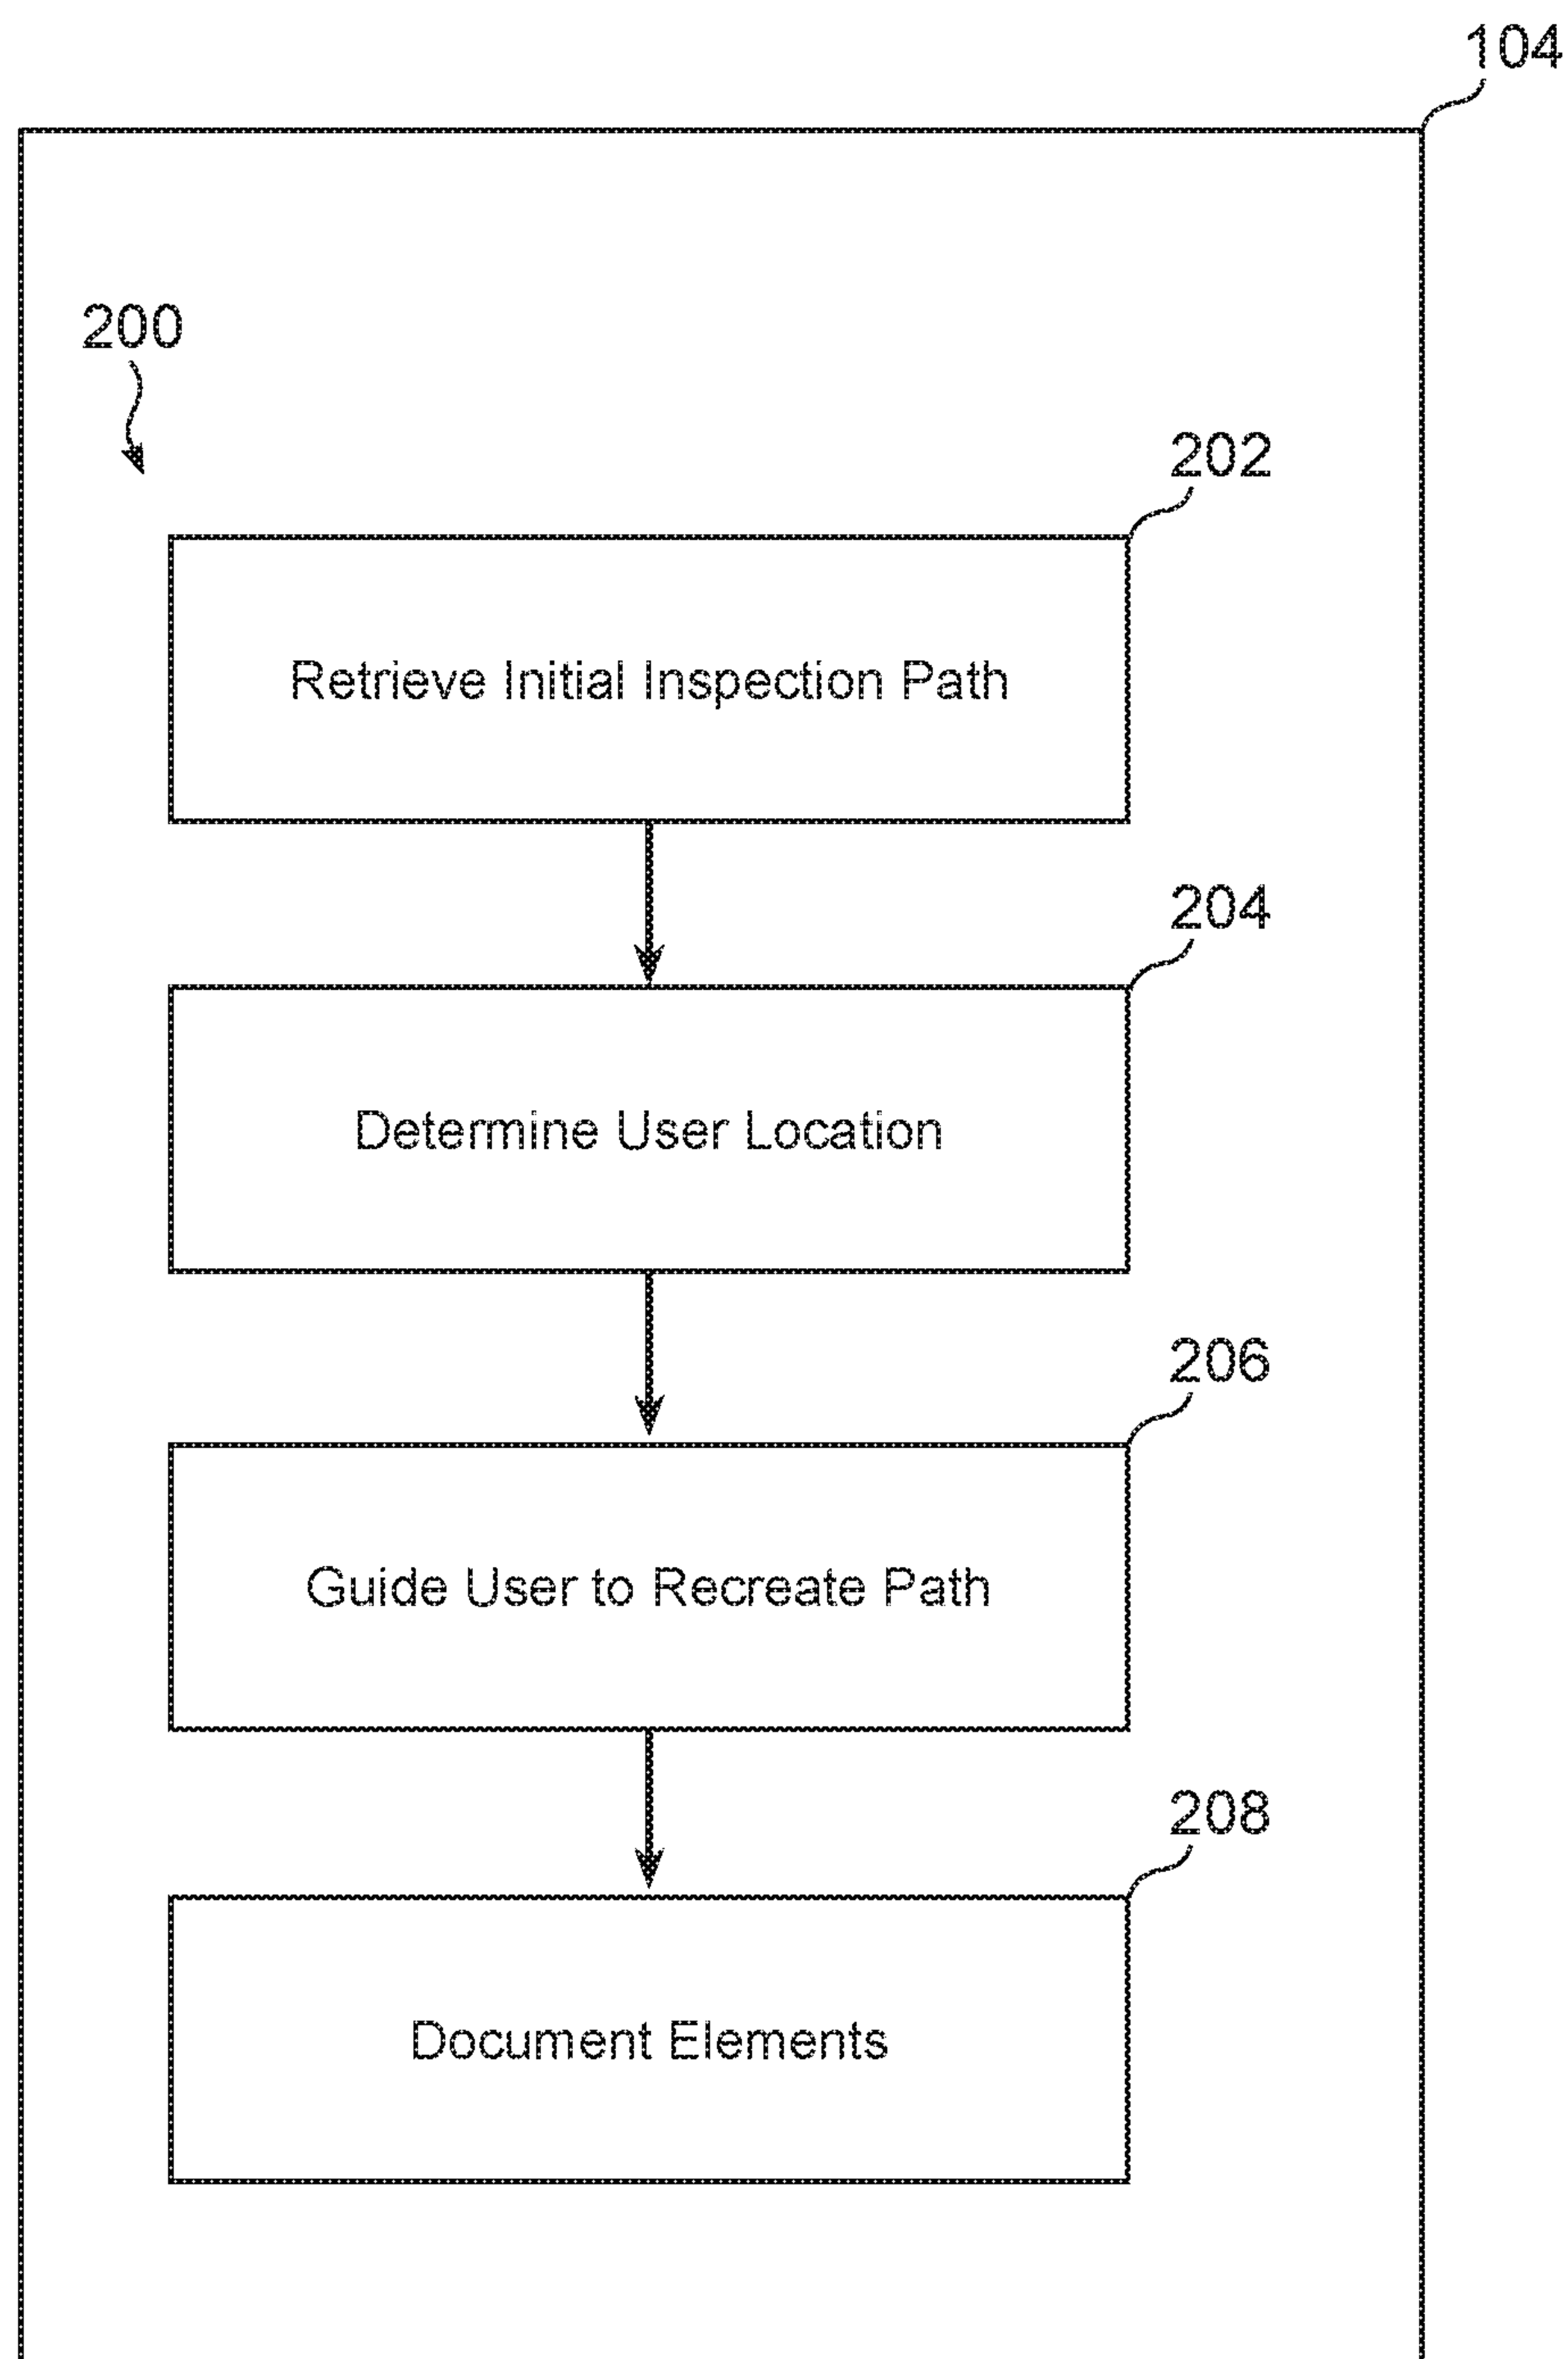 104
200
202
Retrieve Initial Inspection Path
204
Determine User Location
206
Guide User to Recreate Path
208
Document Elements